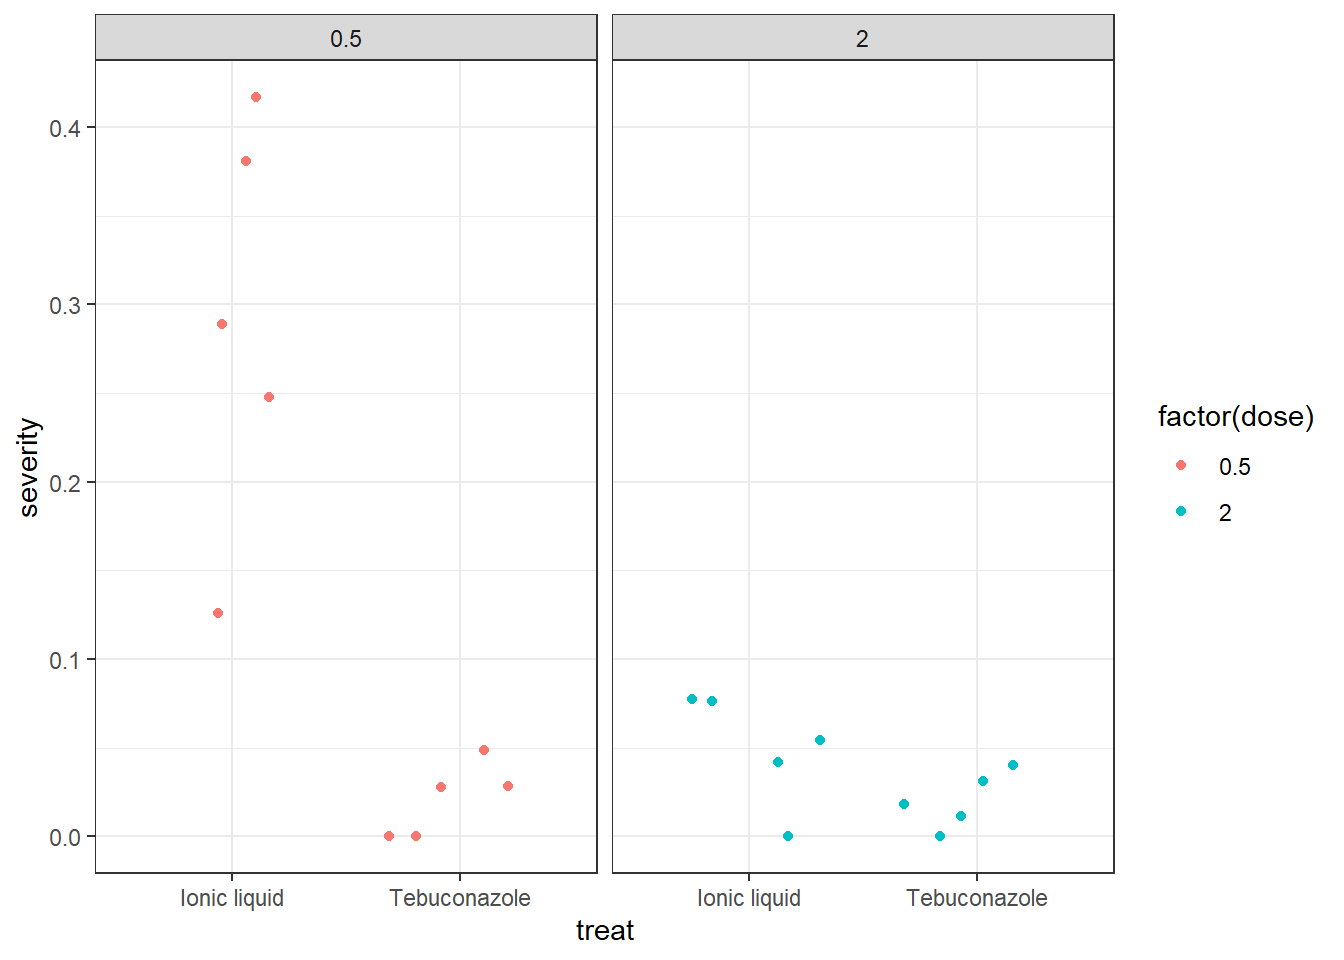 0.5
2
0.4
0.3
0.2
0.1
0.0
severity
Ionic liquid
Tebuconazole
Ionic liquid
Tebuconazole
treat
factor(dose)
0.5
2